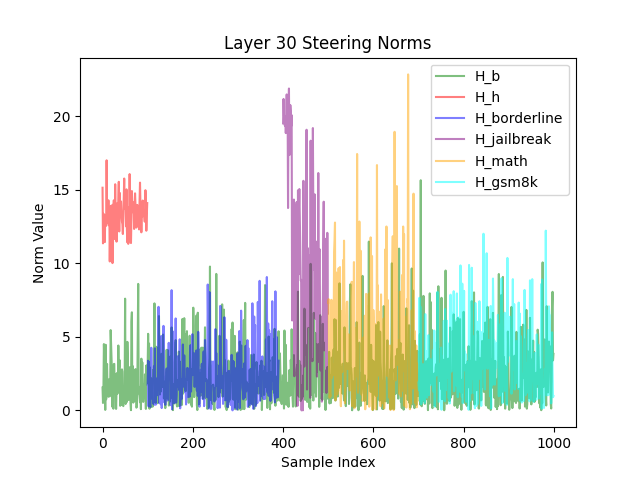 Layer 30 Steering Norms
H_b
H_h
H_borderline
H_jailbreak
H_math
H_gsm8k
Norm Value
20
15
10
5
0
0 200 400 600 800 1000
Sample Index